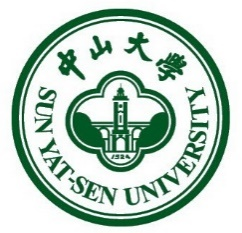 中山大學
1924
SUN YAT-SEN UNIVERSITY